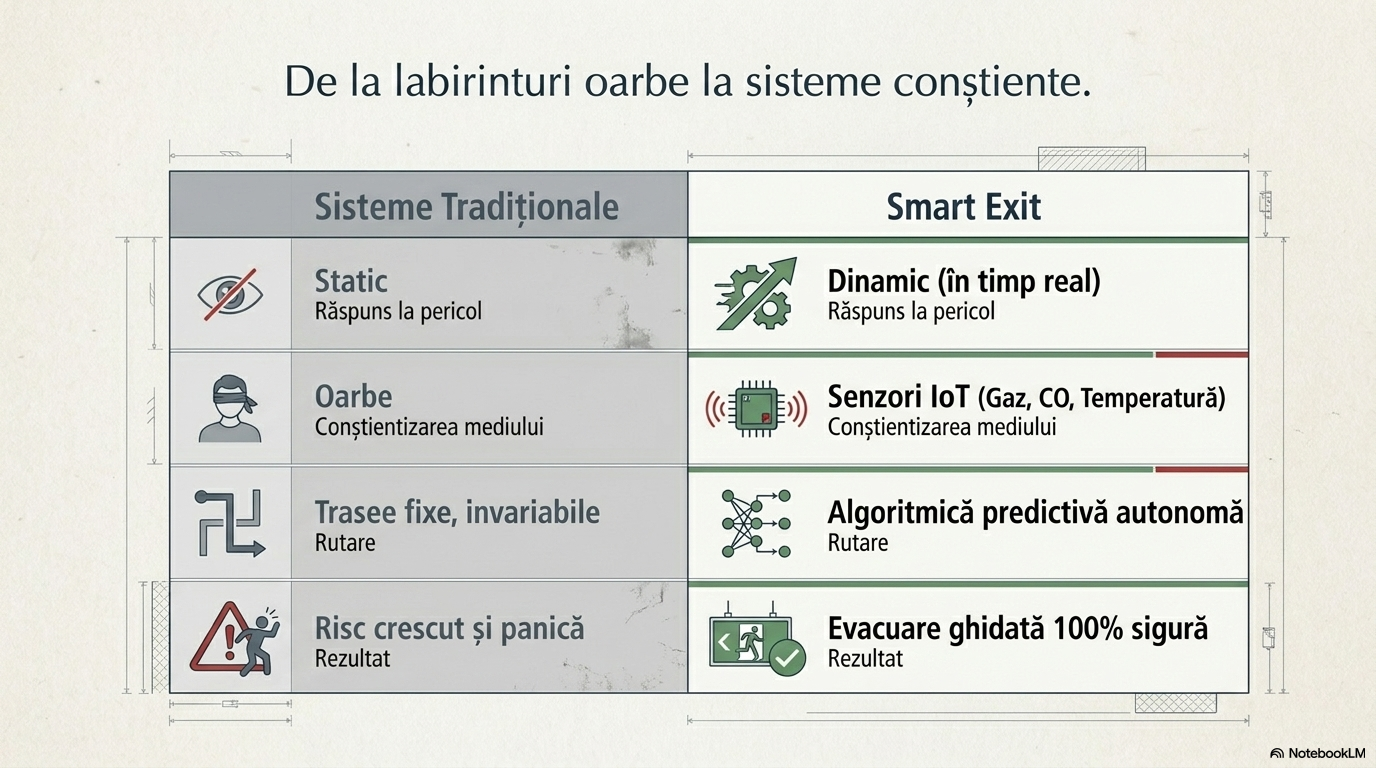 De la labirinturi oarbe la sisteme conștiente.
Sisteme Tradiționale
Smart Exit
Static
Răspuns la pericol
Dinamic (în timp real)
Răspuns la pericol
Oarbe
Conștientizarea mediului
Senzori IoT (Gaz, CO, Temperatură)
Conștientizarea mediului
Trasee fixe, invariabile
Rutare
Algoritmică predictivă autonomă
Rutare
Risc crescut și panică
Rezultat
Evacuare ghidată 100% sigură
Rezultat
NotebookLM